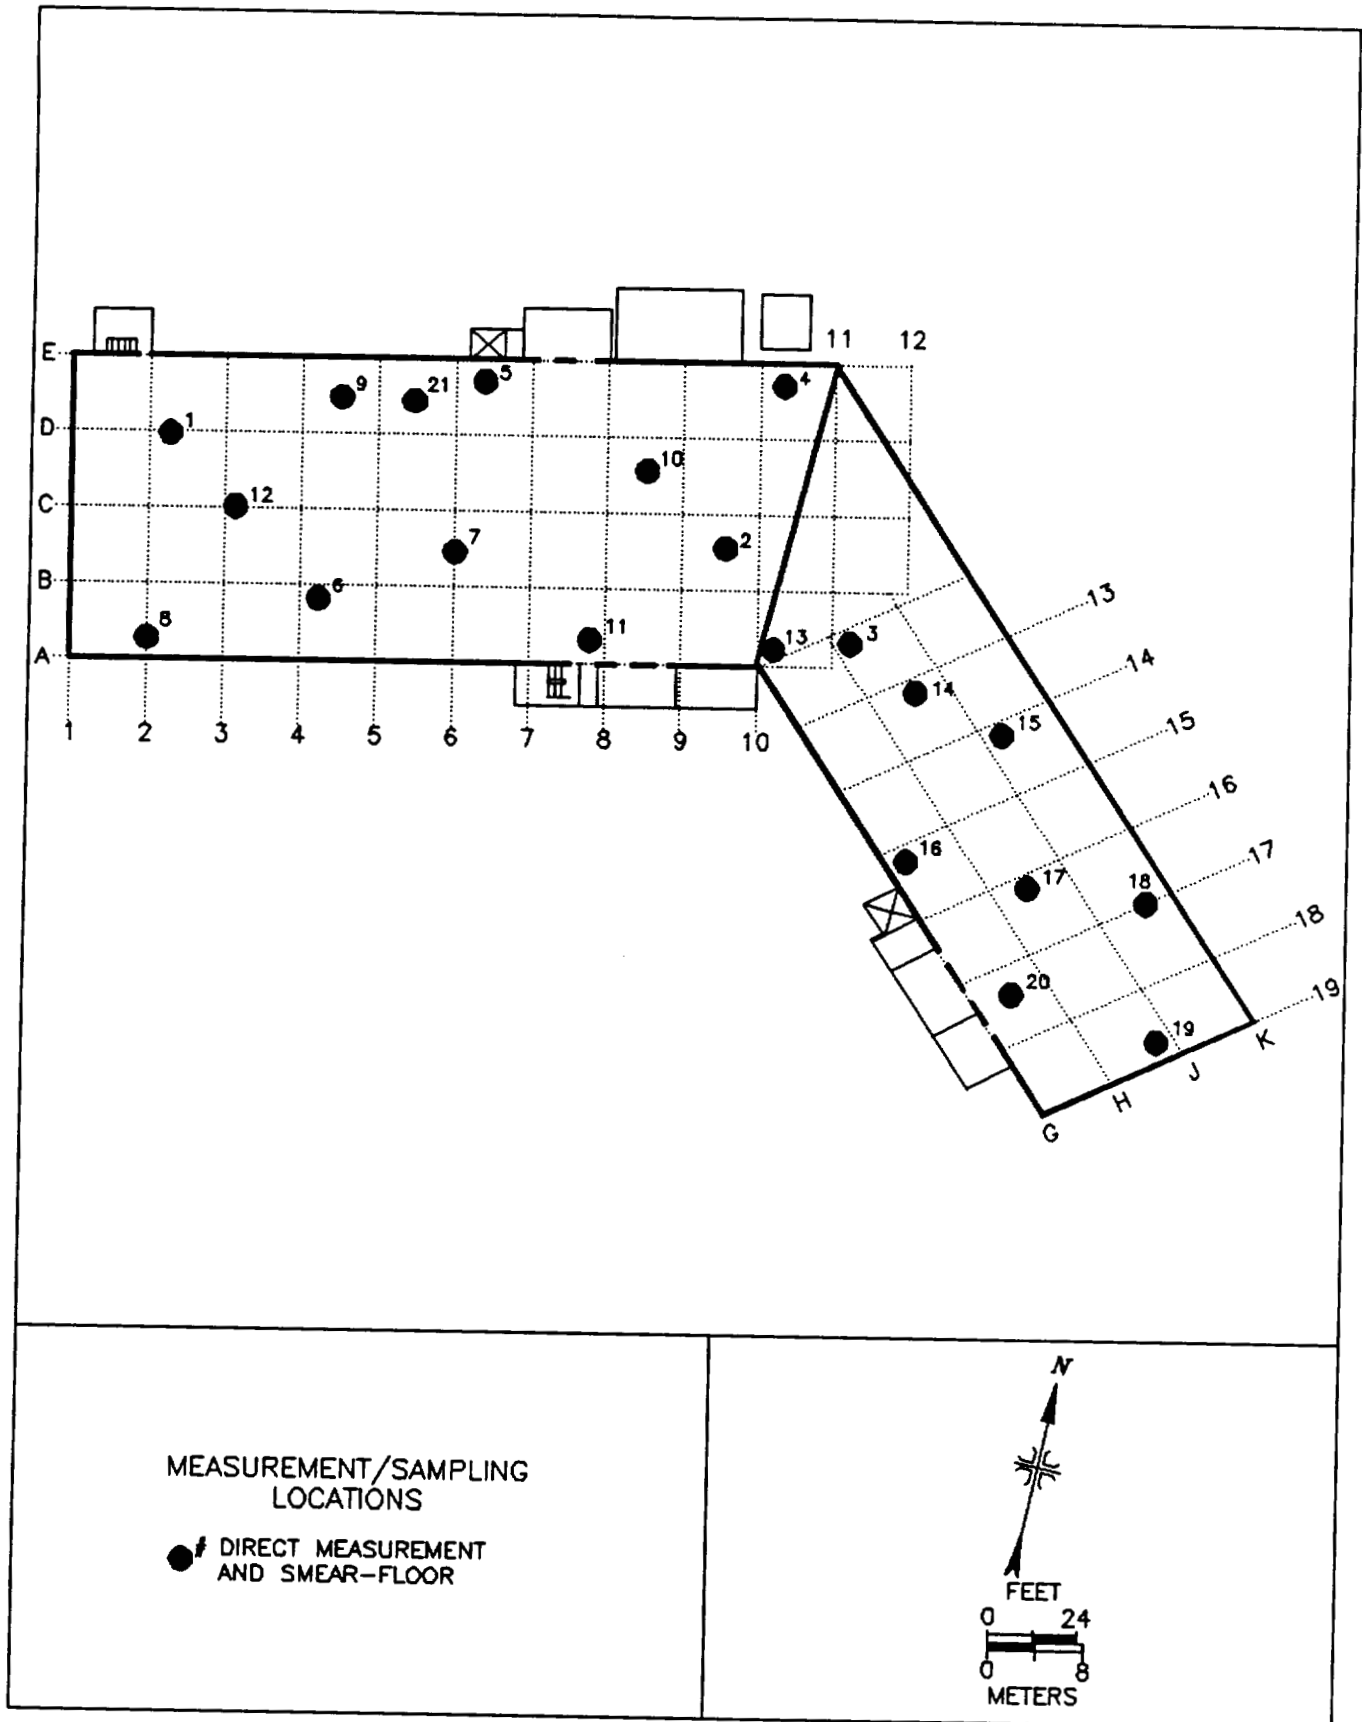 11 12
E
9 21 5 4
D 1
10
C 12
7 2
B
6
8 11 13 3
A
1 2 3 4 5 6 7 8 9 10
13
14
14
15
15
16
16
17
17
18
18
20
19
19
K
J
H
G
MEASUREMENT/SAMPLING
LOCATIONS
# DIRECT MEASUREMENT
AND SMEAR-FLOOR
N
FEET
0 24
0 8
METERS